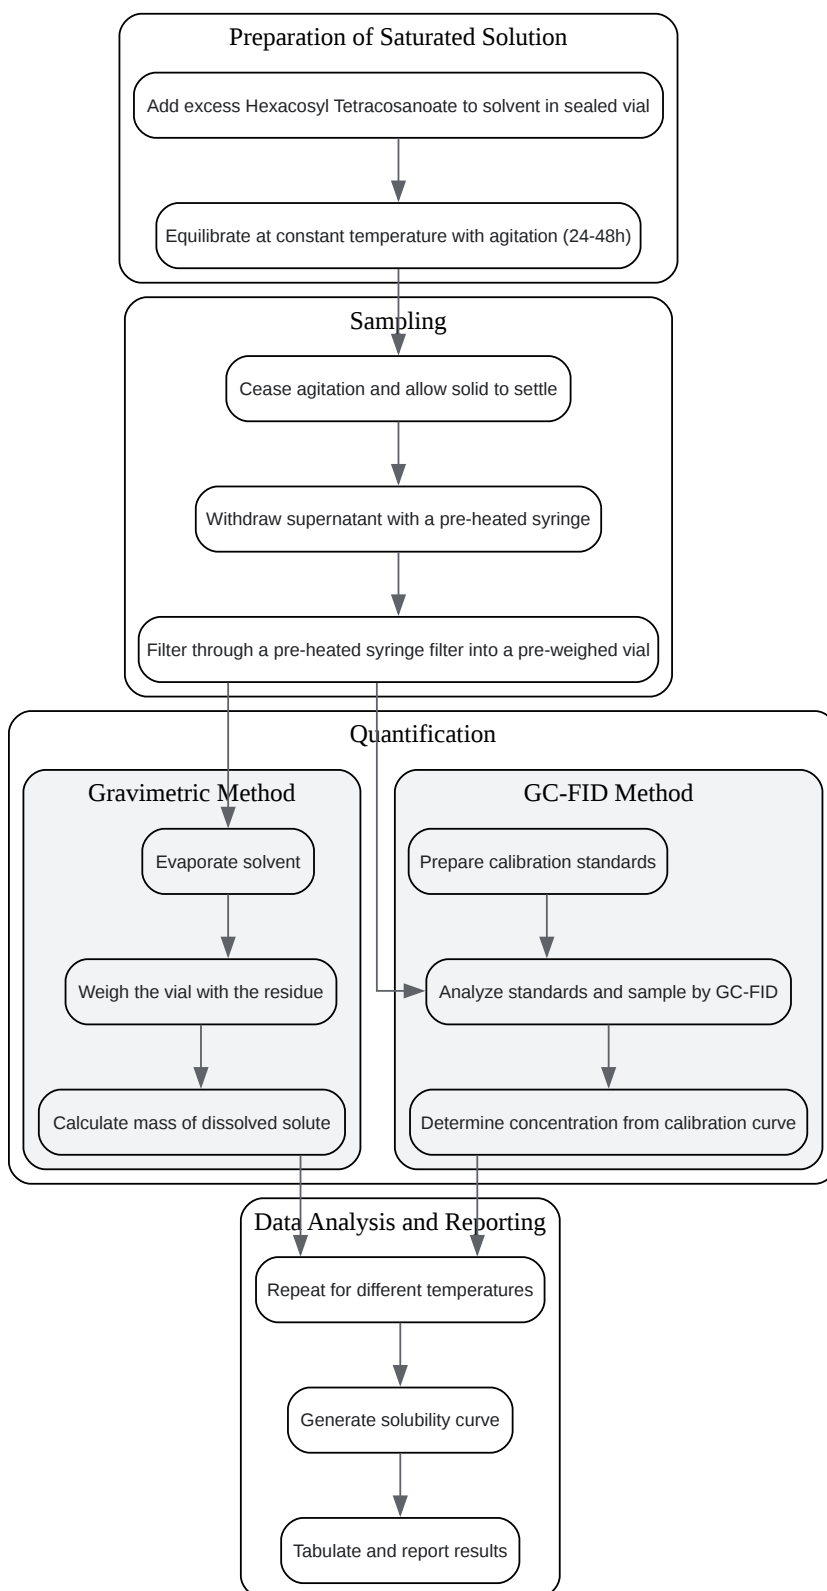 Preparation of Saturated Solution
Add excess Hexacosyl Tetracosanoate to solvent in sealed vial
Equilibrate at constant temperature with agitation (24-48h)
Sampling
Cease agitation and allow solid to settle
Withdraw supernatant with a pre-heated syringe
Filter through a pre-heated syringe filter into a pre-weighed vial
Quantification
Gravimetric Method
Evaporate solvent
Weigh the vial with the residue
Calculate mass of dissolved solute
GC-FID Method
Prepare calibration standards
Analyze standards and sample by GC-FID
Determine concentration from calibration curve
Data Analysis and Reporting
Repeat for different temperatures
Generate solubility curve
Tabulate and report results